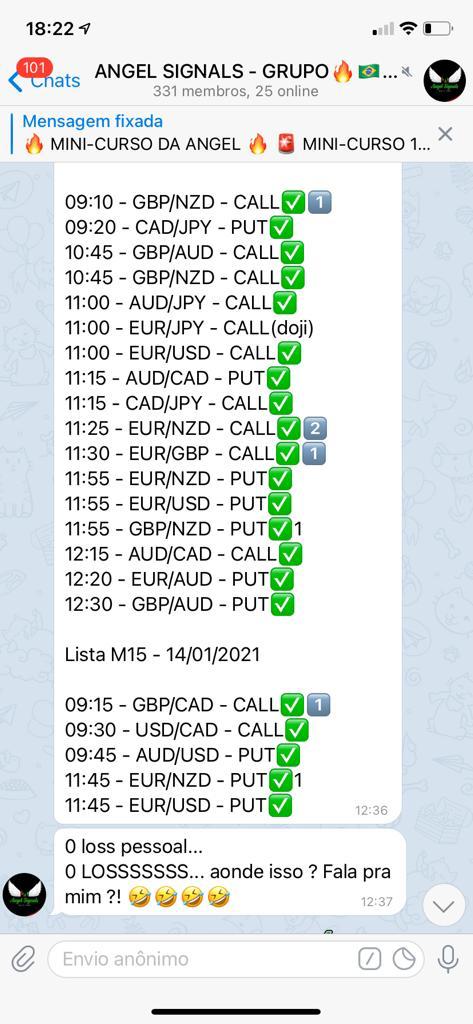 18:22
101
Chats
ANGEL SIGNALS - GRUPO🔥 🇧🇷...
331 membros, 25 online
Mensagem fixada
🔥 MINI-CURSO DA ANGEL 🔥 🚨 MINI-CURSO 1...
09:10 - GBP/NZD - CALL✅1️⃣
09:20 - CAD/JPY - PUT✅
10:45 - GBP/AUD - CALL✅
10:45 - GBP/NZD - CALL✅
11:00 - AUD/JPY - CALL✅
11:00 - EUR/JPY - CALL(doji)
11:00 - EUR/USD - CALL✅
11:15 - AUD/CAD - PUT✅
11:15 - CAD/JPY - CALL✅
11:25 - EUR/NZD - CALL✅2️⃣
11:30 - EUR/GBP - CALL✅1️⃣
11:55 - EUR/NZD - PUT✅
11:55 - EUR/USD - PUT✅
11:55 - GBP/NZD - PUT✅1
12:15 - AUD/CAD - CALL✅
12:20 - EUR/AUD - PUT✅
12:30 - GBP/AUD - PUT✅
Lista M15 - 14/01/2021
09:15 - GBP/CAD - CALL✅1️⃣
09:30 - USD/CAD - CALL✅
09:45 - AUD/USD - PUT✅
11:45 - EUR/NZD - PUT✅1
11:45 - EUR/USD - PUT✅
12:36
0 loss pessoal...
0 LOSSSSSSS... aonde isso ? Fala pra
mim ?! 🤣🤣🤣🤣
12:37
Envio anônimo